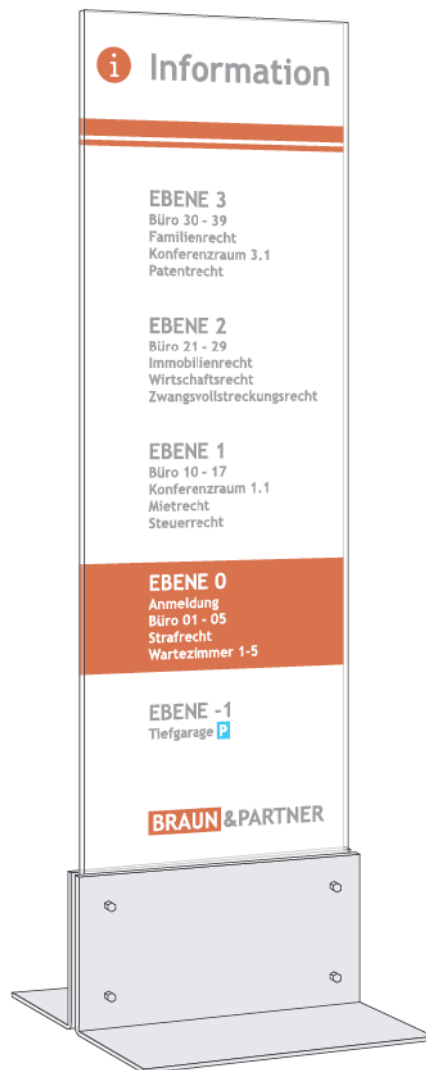 i Information
EBENE 3
Büro 30 - 39
Familienrecht
Konferenzraum 3.1
Patentrecht
EBENE 2
Büro 21 - 29
Immobilienrecht
Wirtschaftsrecht
Zwangsvollstreckungsrecht
EBENE 1
Büro 10 - 17
Konferenzraum 1.1
Mietrecht
Steuerrecht
EBENE 0
Anmeldung
Büro 01 - 05
Strafrecht
Wartezimmer 1-5
EBENE -1
Tiefgarage P
BRAUN &PARTNER